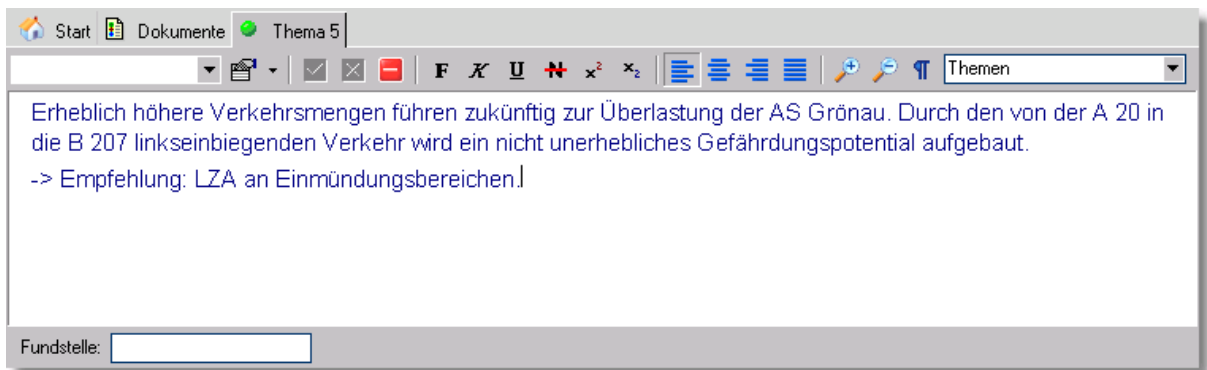 Start Dokumente Thema 5
F K U N x² x₂ ¶ Themen
Erheblich höhere Verkehrsmengen führen zukünftig zur Überlastung der AS Grönau. Durch den von der A 20 in
die B 207 linkseinbiegenden Verkehr wird ein nicht unerhebliches Gefährdungspotential aufgebaut.
-> Empfehlung: LZA an Einmündungsbereichen.
Fundstelle: